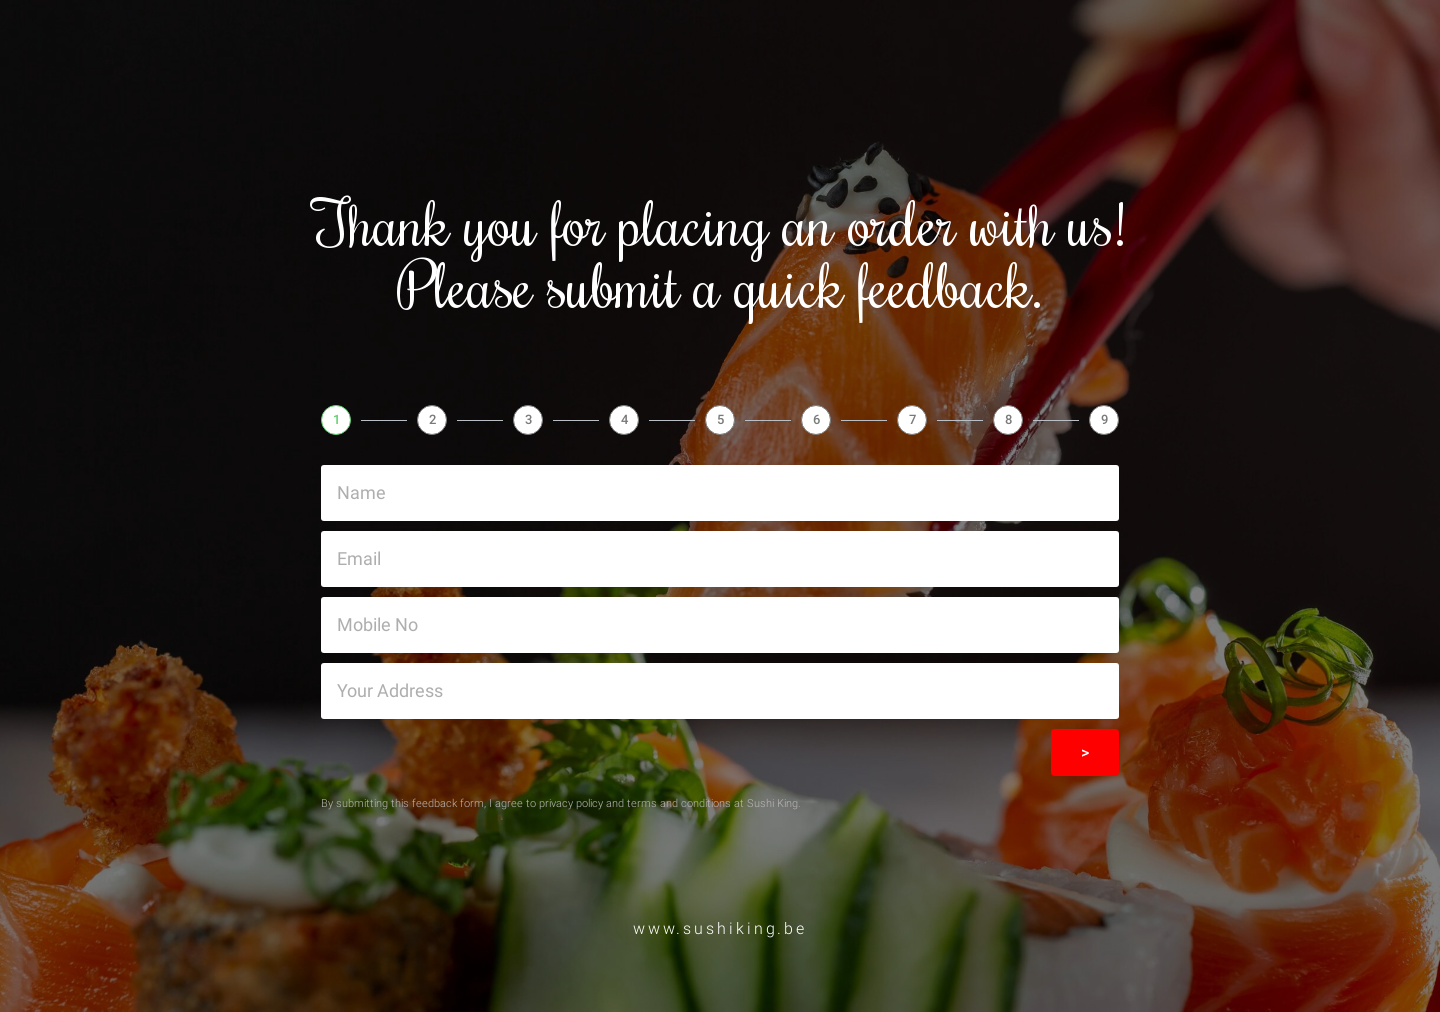 Thank you for placing an order with us!
Please submit a quick feedback.
1 2 3 4 5 6 7 8 9
Name
Email
Mobile No
Your Address
>
By submitting this feedback form, I agree to privacy policy and terms and conditions at Sushi King.
www.sushiking.be